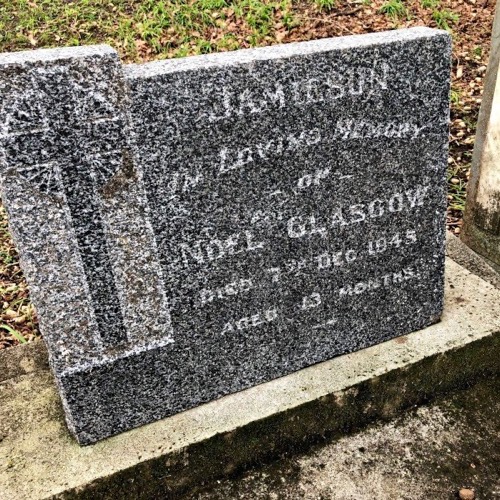 JAMIESON
IN LOVING MEMORY
- OF -
NOEL GLASGOW
DIED 7TH DEC 1945
AGED 13 MONTHS